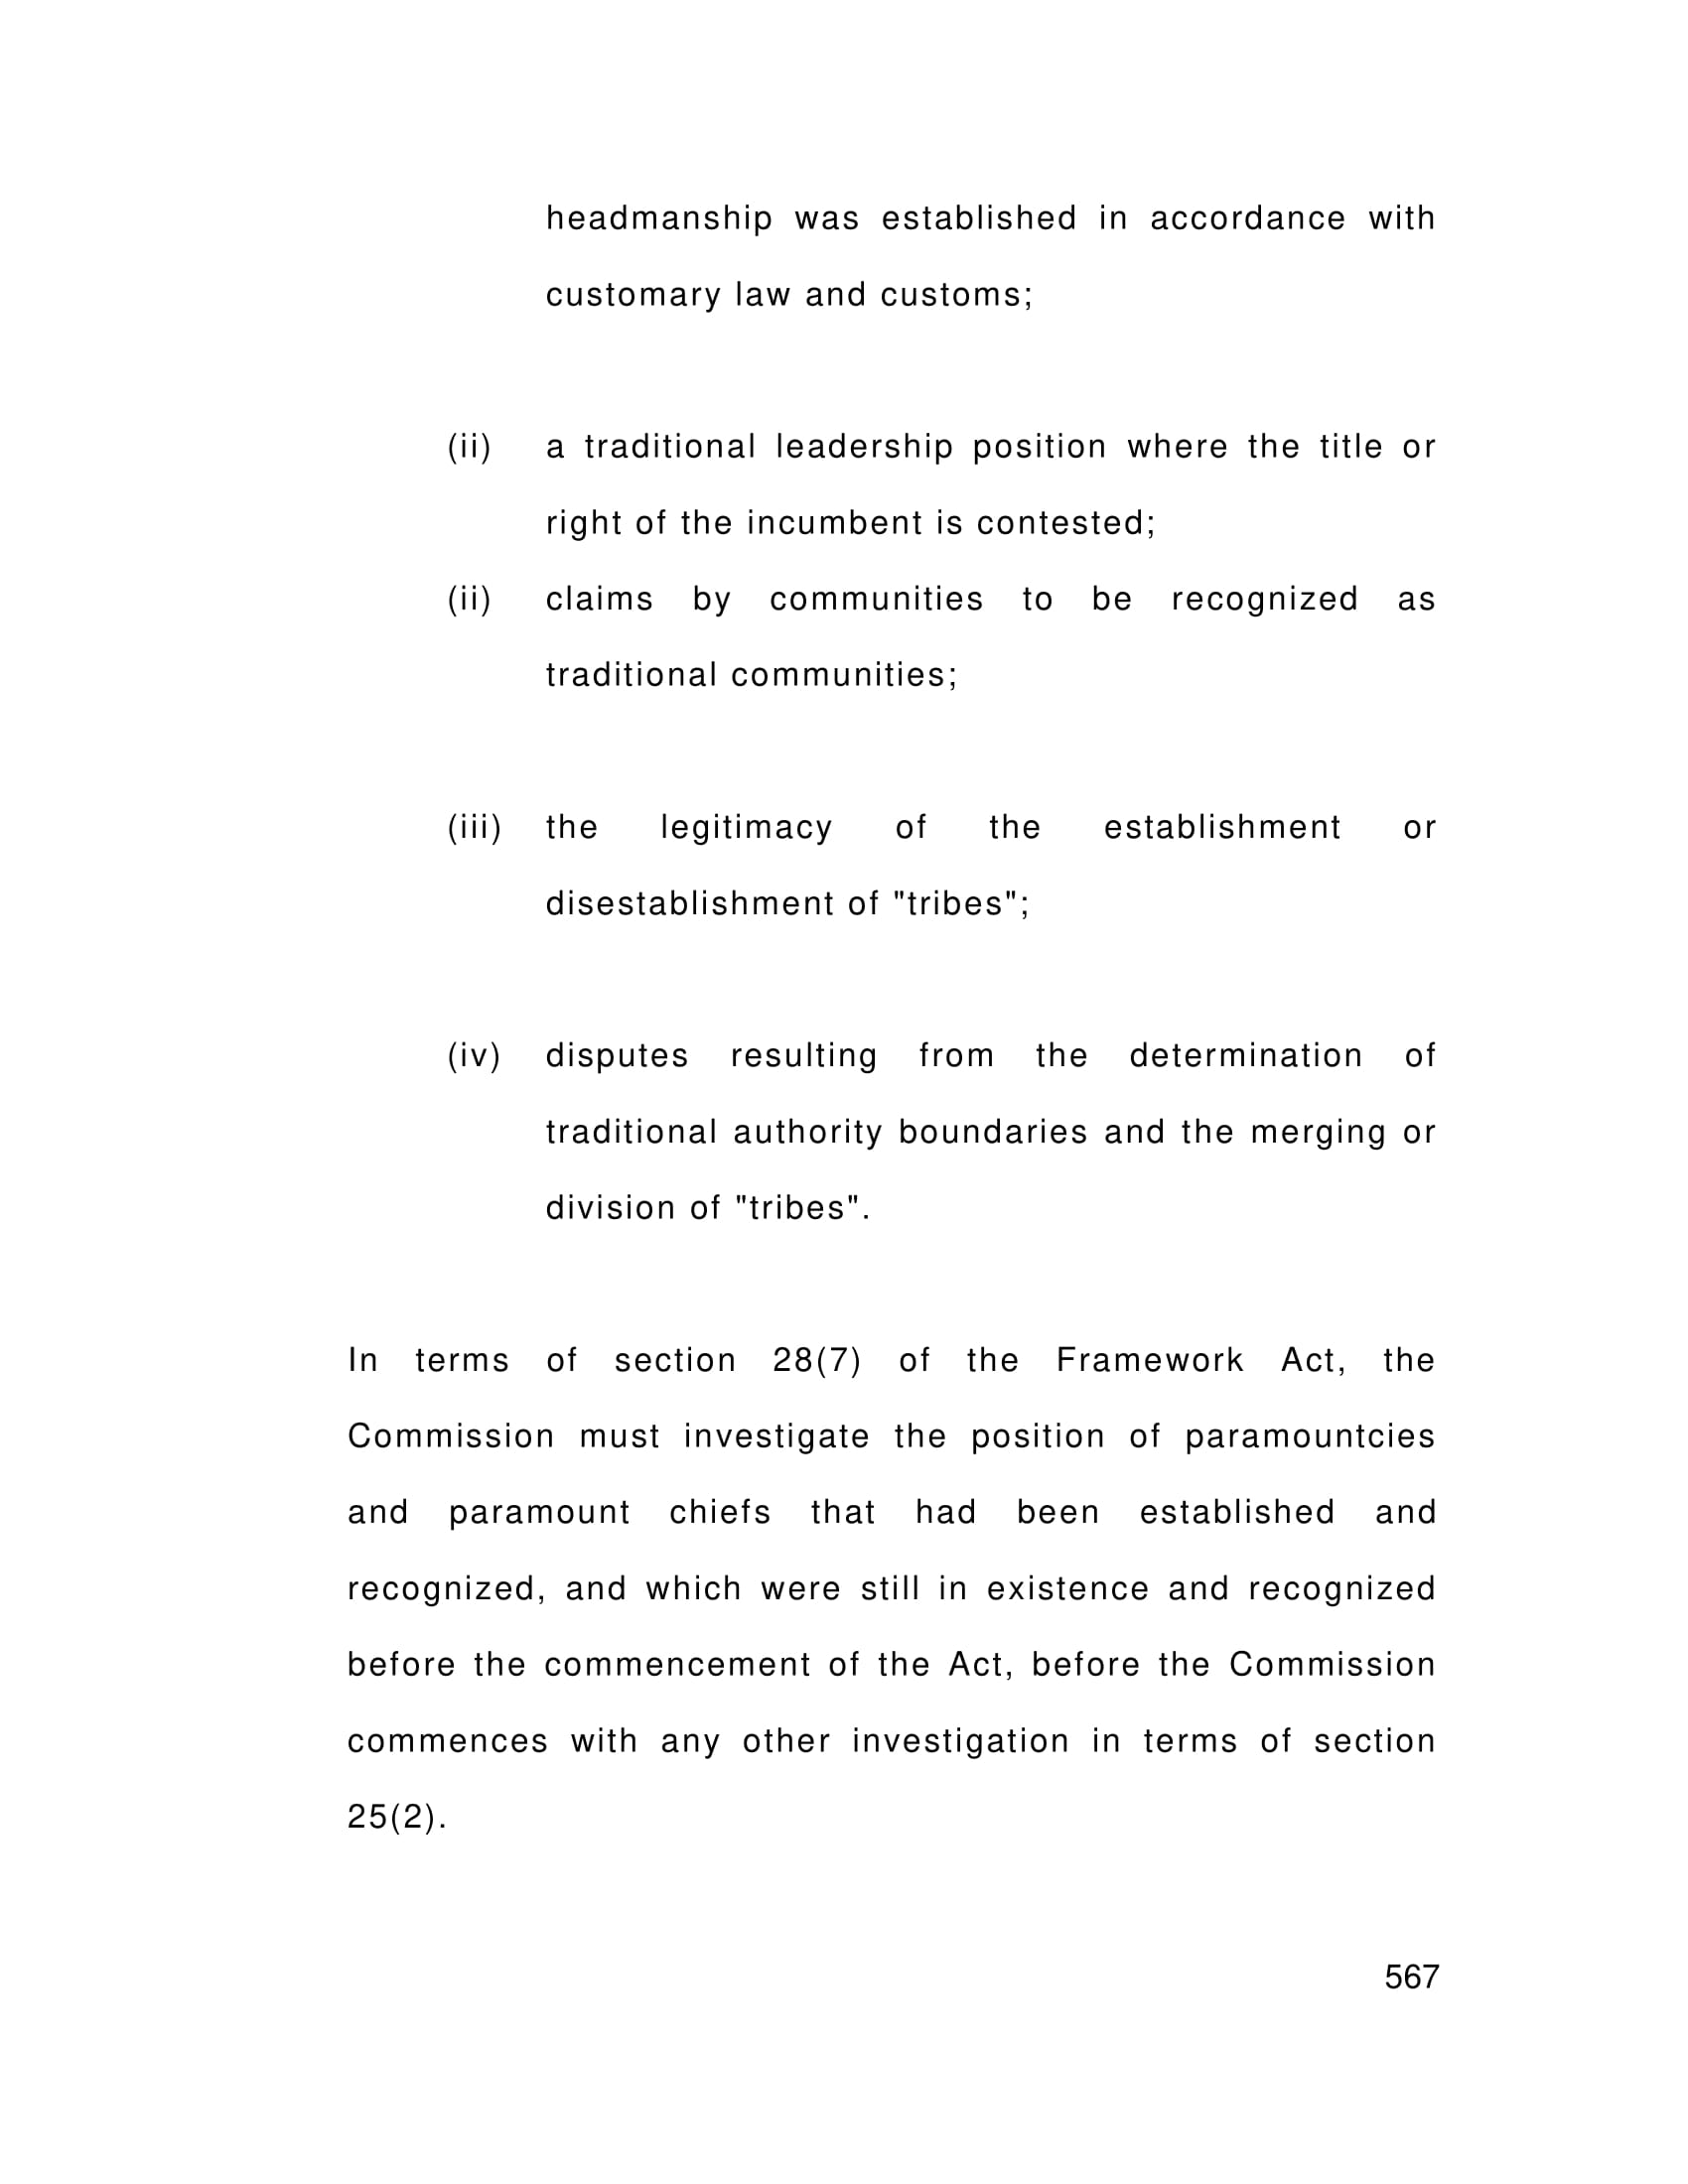 headmanship was established in accordance with
customary law and customs;
(ii) a traditional leadership position where the title or
right of the incumbent is contested;
(ii) claims by communities to be recognized as
traditional communities;
(iii) the legitimacy of the establishment or
disestablishment of "tribes";
(iv) disputes resulting from the determination of
traditional authority boundaries and the merging or
division of "tribes".
In terms of section 28(7) of the Framework Act, the
Commission must investigate the position of paramountcies
and paramount chiefs that had been established and
recognized, and which were still in existence and recognized
before the commencement of the Act, before the Commission
commences with any other investigation in terms of section
25(2).
567